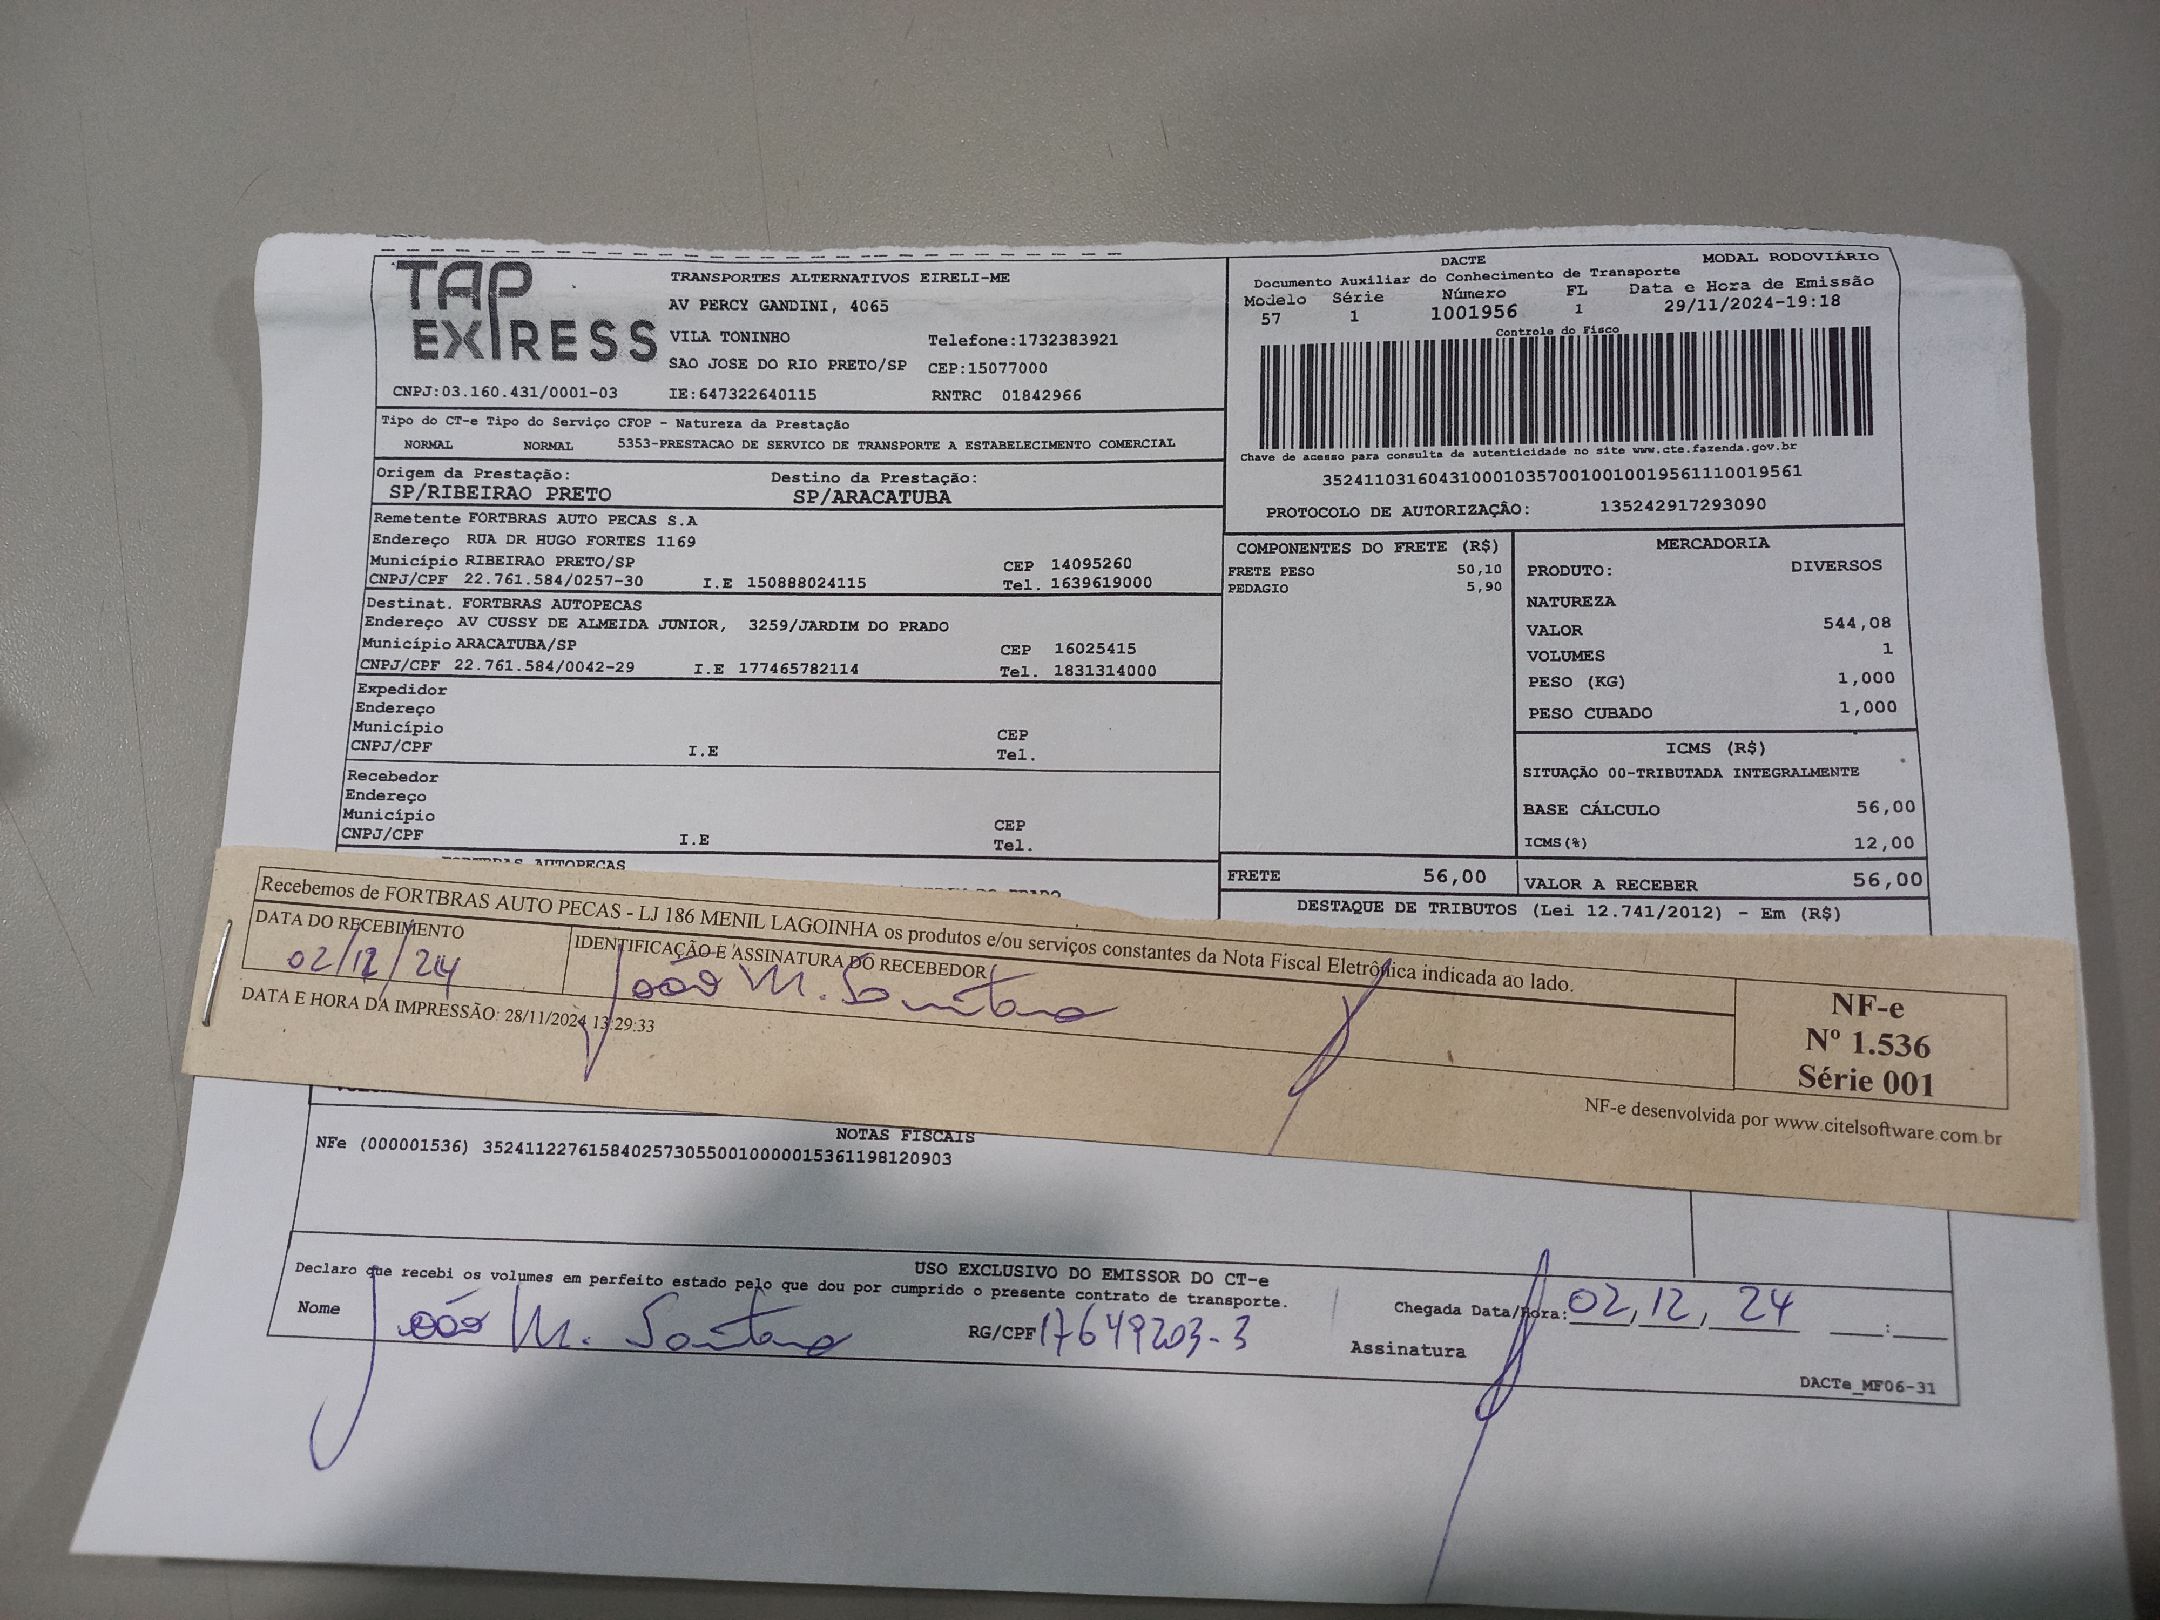 TAP
EXPRESS
TRANSPORTES ALTERNATIVOS EIRELI-ME
AV PERCY GANDINI, 4065
VILA TONINHO
Telefone:1732383921
SAO JOSE DO RIO PRETO/SP CEP:15077000
CNPJ:03.160.431/0001-03 IE:647322640115 RNTRC 01842966
DACTE
MODAL RODOVIÁRIO
Documento Auxiliar do Conhecimento de Transporte
Modelo Série Número FL Data e Hora de Emissão
57 1 1001956 1 29/11/2024-19:18
Controle do Fisco
Chave de acesso para consulta de autenticidade no site www.cte.fazenda.gov.br
35241103160431000103570010010019561110019561
PROTOCOLO DE AUTORIZAÇÃO: 135242917293090
Tipo do CT-e Tipo do Serviço CFOP - Natureza da Prestação
NORMAL NORMAL 5353-PRESTACAO DE SERVICO DE TRANSPORTE A ESTABELECIMENTO COMERCIAL
Origem da Prestação: Destino da Prestação:
SP/RIBEIRAO PRETO SP/ARACATUBA
Remetente FORTBRAS AUTO PECAS S.A
Endereço RUA DR HUGO FORTES 1169
Município RIBEIRAO PRETO/SP CEP 14095260
CNPJ/CPF 22.761.584/0257-30 I.E 150888024115 Tel. 1639619000
Destinat. FORTBRAS AUTOPECAS
Endereço AV CUSSY DE ALMEIDA JUNIOR, 3259/JARDIM DO PRADO
Município ARACATUBA/SP CEP 16025415
CNPJ/CPF 22.761.584/0042-29 I.E 177465782114 Tel. 1831314000
Expedidor
Endereço
Município CEP
CNPJ/CPF I.E Tel.
Recebedor
Endereço
Município CEP
CNPJ/CPF I.E Tel.
FORTBRAS AUTOPECAS
COMPONENTES DO FRETE (R$)
FRETE PESO 50,10
PEDAGIO 5,90
MERCADORIA
PRODUTO: DIVERSOS
NATUREZA
VALOR 544,08
VOLUMES 1
PESO (KG) 1,000
PESO CUBADO 1,000
ICMS (R$)
SITUAÇÃO 00-TRIBUTADA INTEGRALMENTE
BASE CÁLCULO 56,00
ICMS(%) 12,00
FRETE 56,00 VALOR A RECEBER 56,00
DESTAQUE DE TRIBUTOS (Lei 12.741/2012) - Em (R$)
Recebemos de FORTBRAS AUTO PECAS - LJ 186 MENIL LAGOINHA os produtos e/ou serviços constantes da Nota Fiscal Eletrônica indicada ao lado.
DATA DO RECEBIMENTO IDENTIFICAÇÃO E ASSINATURA DO RECEBEDOR
02/12/24 João M. Santana
DATA E HORA DA IMPRESSÃO: 28/11/2024 13:29:33
NF-e
Nº 1.536
Série 001
NF-e desenvolvida por www.citelsoftware.com.br
NOTAS FISCAIS
NFe (000001536) 35241122761584025730550010000015361198120903
USO EXCLUSIVO DO EMISSOR DO CT-e
Declaro que recebi os volumes em perfeito estado pelo que dou por cumprido o presente contrato de transporte.
Nome João M. Santana RG/CPF 17649203-3
Chegada Data/Hora: 02, 12, 24 :
Assinatura
DACTe_MF06-31